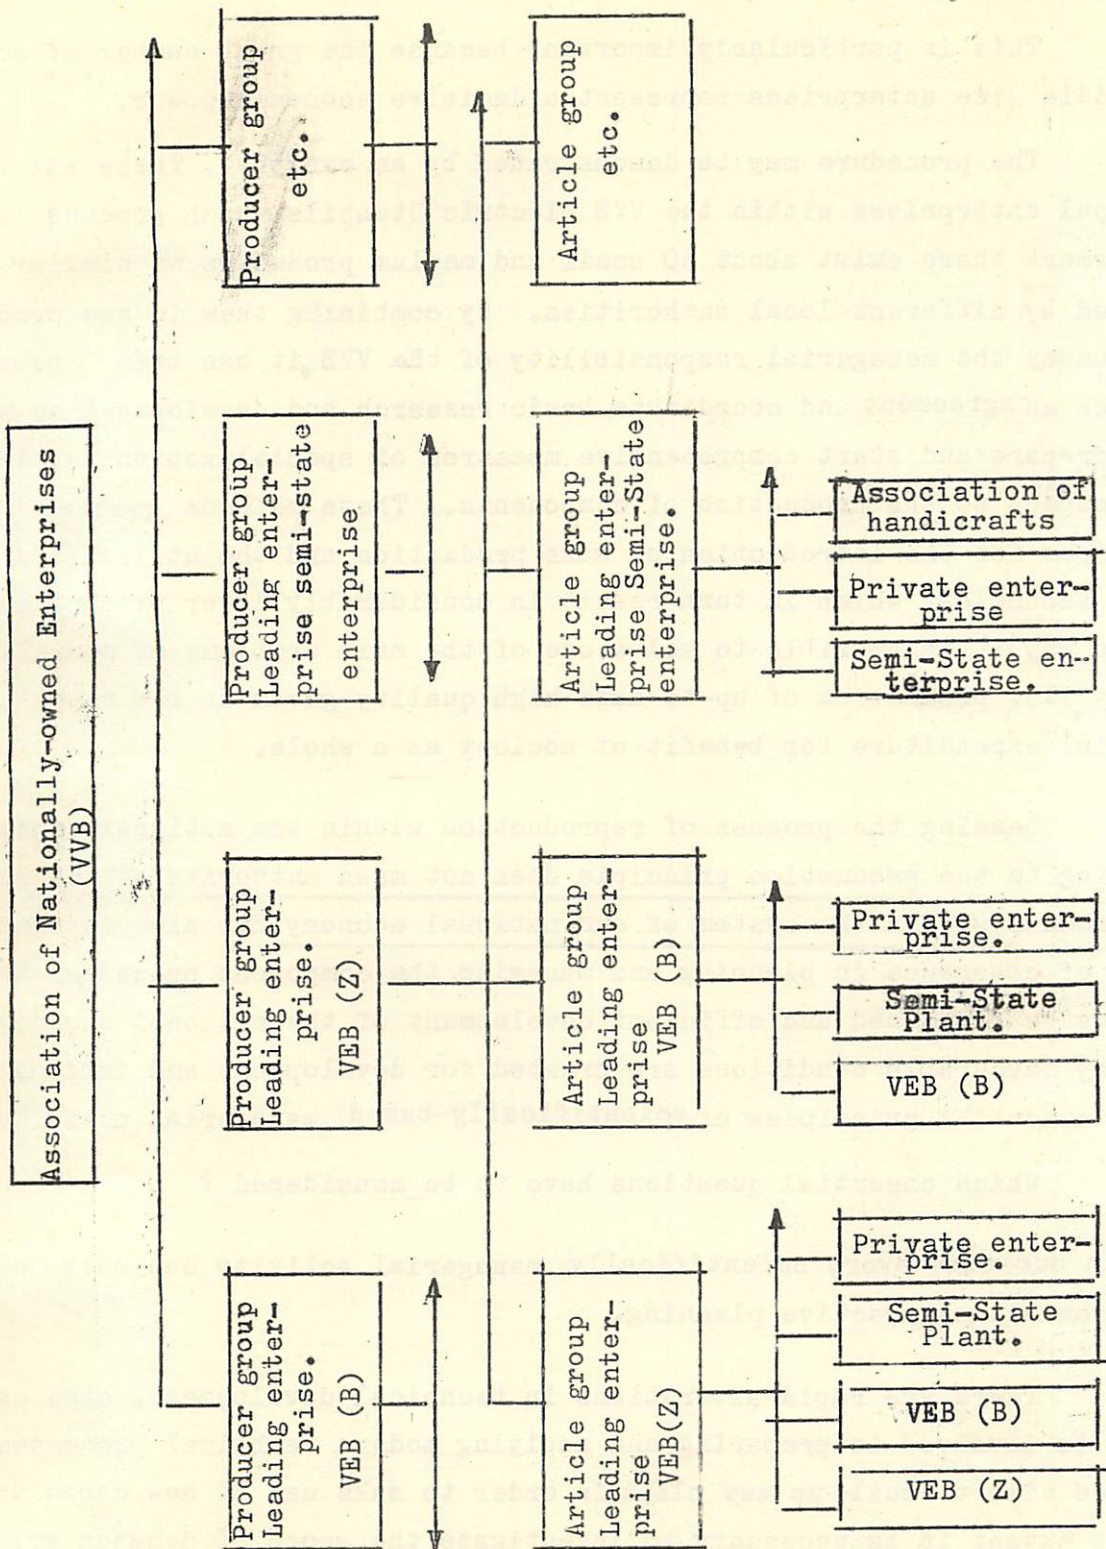 Association of Nationally-owned Enterprises
(VVB)
Producer group
Leading enter-
prise.
VEB (B)
Producer group
Leading enter-
prise.
VEB (Z)
Producer group
Leading enter-
prise semi-state
enterprise
Producer group
etc.
Article group
Leading enter-
prise
VEB(Z)
Article group
Leading enter-
prise
VEB (B)
Article group
Leading enter-
prise Semi-State
enterprise.
Article group
etc.
VEB (Z)
VEB (B)
Semi-State
Plant.
Private enter-
prise.
VEB (B)
Semi-State
Plant.
Private enter-
prise.
Semi-State en-
terprise.
Private enter-
prise
Association of
handicrafts